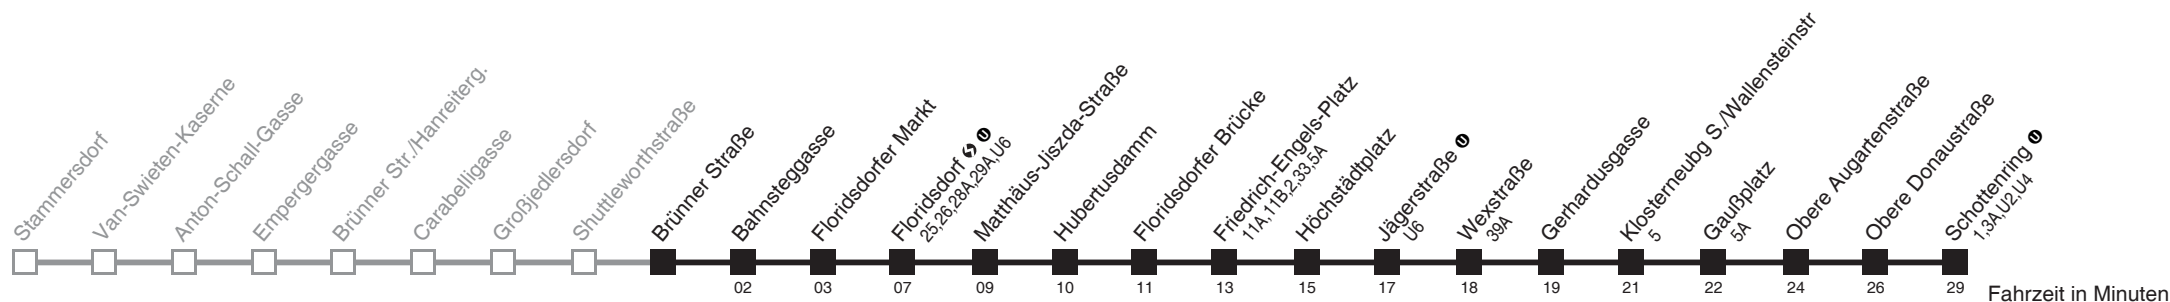 Stammersdorf
Van-Swieten-Kaserne
Anton-Schall-Gasse
Empergergasse
Brünner Str./Hanreiterg.
Carabelligasse
Großjedlersdorf
Shuttleworthstraße
Brünner Straße
Bahnsteggasse
Floridsdorfer Markt
Floridsdorf S U
25,26,28A,29A,U6
Matthäus-Jiszda-Straße
Hubertusdamm
Floridsdorfer Brücke
Friedrich-Engels-Platz
11A,11B,2,33,5A
Höchstädtplatz
Jägerstraße U
U6
Wexstraße
39A
Gerhardusgasse
Klosterneubg S./Wallensteinstr
5
Gaußplatz
5A
Obere Augartenstraße
Obere Donaustraße
Schottenring U
1,3A,U2,U4
02 03 07 09 10 11 13 15 17 18 19 21 22 24 26 29 Fahrzeit in Minuten